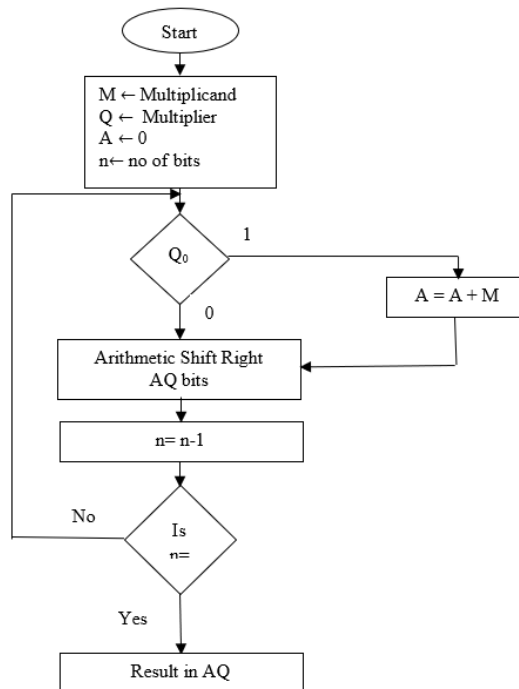 Start
M ← Multiplicand
Q ← Multiplier
A ← 0
n← no of bits
Q₀
1
A = A + M
0
Arithmetic Shift Right
AQ bits
n= n-1
No
Is
n=
Yes
Result in AQ